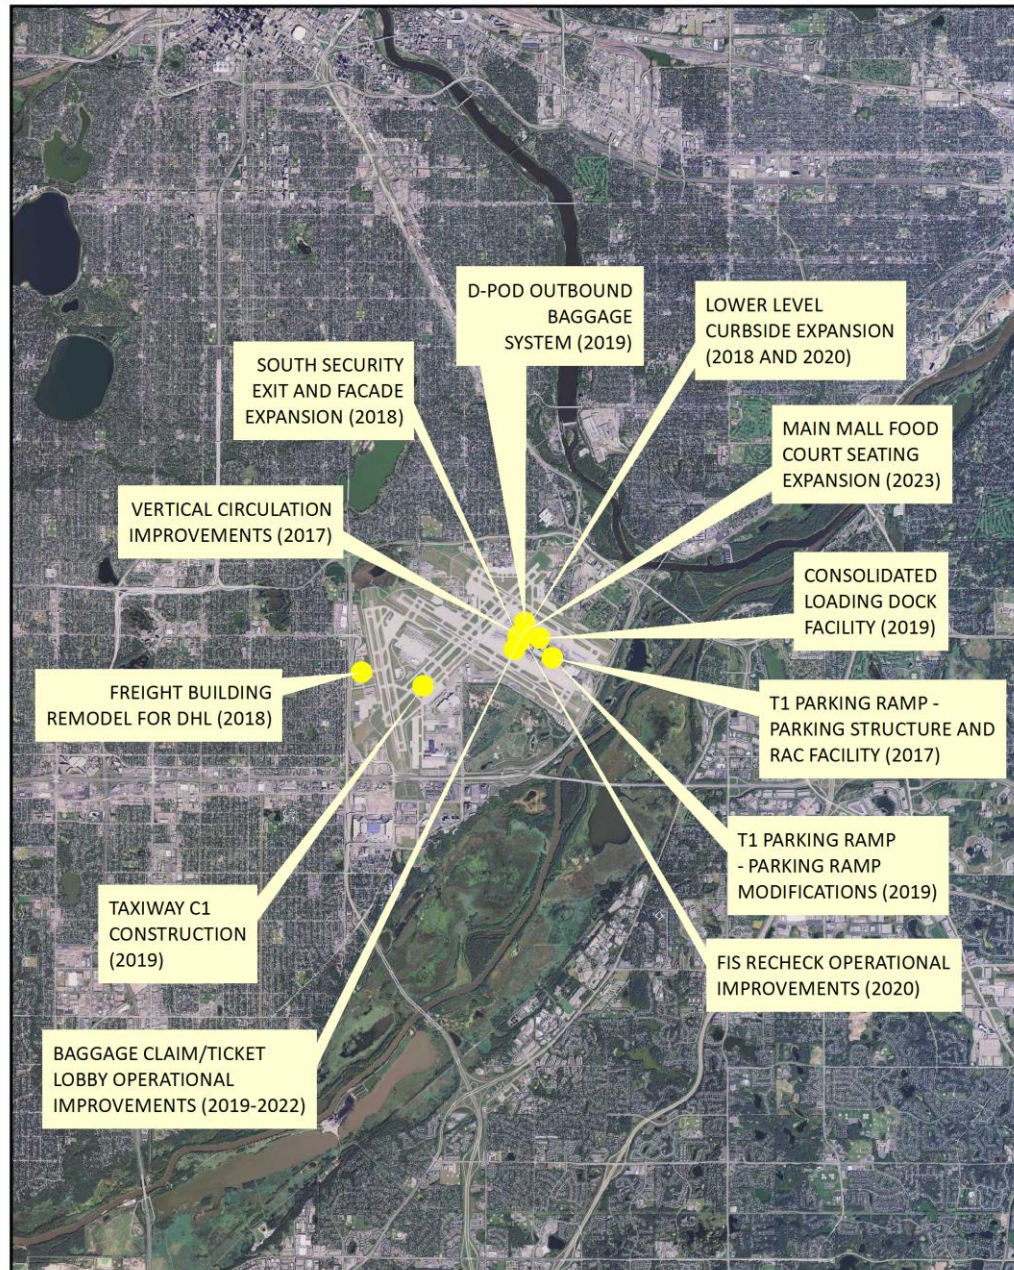 D-POD OUTBOUND
BAGGAGE
SYSTEM (2019)
LOWER LEVEL
CURBSIDE EXPANSION
(2018 AND 2020)
SOUTH SECURITY
EXIT AND FACADE
EXPANSION (2018)
MAIN MALL FOOD
COURT SEATING
EXPANSION (2023)
VERTICAL CIRCULATION
IMPROVEMENTS (2017)
CONSOLIDATED
LOADING DOCK
FACILITY (2019)
FREIGHT BUILDING
REMODEL FOR DHL (2018)
T1 PARKING RAMP -
PARKING STRUCTURE AND
RAC FACILITY (2017)
T1 PARKING RAMP
- PARKING RAMP
MODIFICATIONS (2019)
TAXIWAY C1
CONSTRUCTION
(2019)
FIS RECHECK OPERATIONAL
IMPROVEMENTS (2020)
BAGGAGE CLAIM/TICKET
LOBBY OPERATIONAL
IMPROVEMENTS (2019-2022)